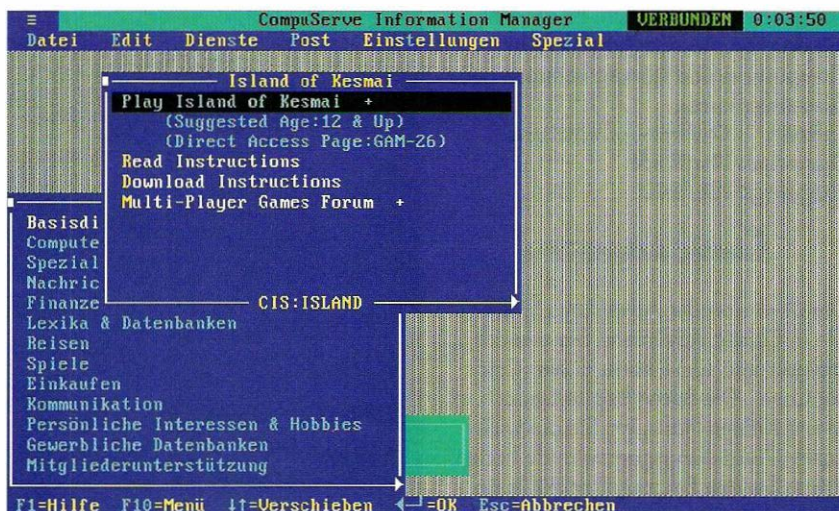 ≡ CompuServe Information Manager VERBUNDEN 0:03:50
Datei Edit Dienste Post Einstellungen Spezial
Island of Kesmai
Play Island of Kesmai +
(Suggested Age:12 & Up)
(Direct Access Page:GAM-26)
Read Instructions
Download Instructions
Multi-Player Games Forum +
CIS:ISLAND
Basisdi
Compute
Spezial
Nachric
Finanze
Lexika & Datenbanken
Reisen
Spiele
Einkaufen
Kommunikation
Persönliche Interessen & Hobbies
Gewerbliche Datenbanken
Mitgliederunterstützung
F1=Hilfe F10=Menü ↓↑=Verschieben ◄─┘=OK Esc=Abbrechen